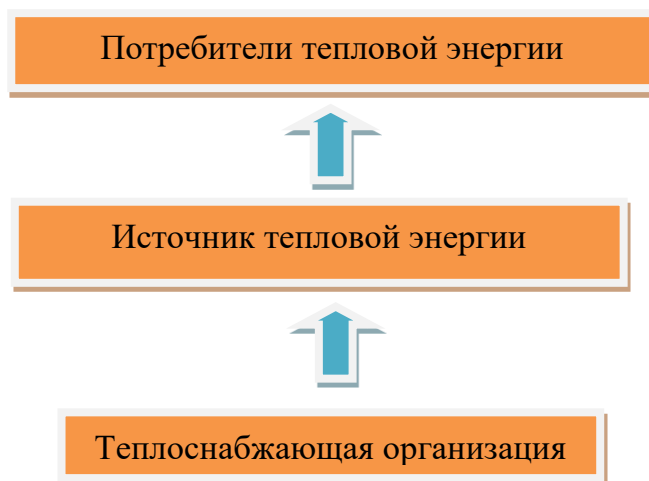 Потребители тепловой энергии
Источник тепловой энергии
Теплоснабжающая организация